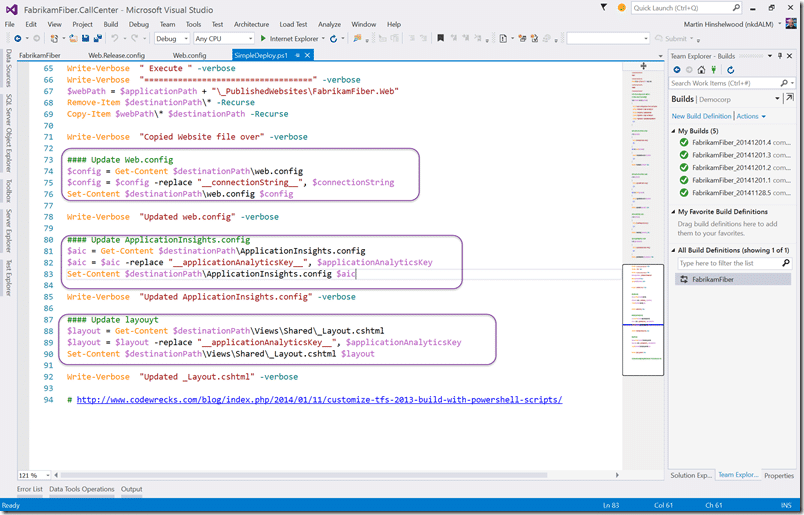 FabrikamFiber.CallCenter - Microsoft Visual Studio
Quick Launch (Ctrl+Q)
File Edit View Project Build Debug Team Tools Test Architecture Load Test Analyze Window Help
Martin Hinshelwood (nkdALM)
Debug Any CPU Internet Explorer Submit
FabrikamFiber Web.Release.config Web.config SimpleDeploy.ps1
65 Write-Verbose " Execute " -verbose
66 Write-Verbose "===================================" -verbose
67 $webPath = $applicationPath + "\_PublishedWebsites\FabrikamFiber.Web"
68 Remove-Item $destinationPath\* -Recurse
69 Copy-Item $webPath\* $destinationPath -Recurse
70
71 Write-Verbose "Copied Website file over" -verbose
72
73 #### Update Web.config
74 $config = Get-Content $destinationPath\web.config
75 $config = $config -replace "__connectionString__", $connectionString
76 Set-Content $destinationPath\web.config $config
77
78 Write-Verbose "Updated web.config" -verbose
79
80 #### Update ApplicationInsights.config
81 $aic = Get-Content $destinationPath\ApplicationInsights.config
82 $aic = $aic -replace "__applicationAnalyticsKey__", $applicationAnalyticsKey
83 Set-Content $destinationPath\ApplicationInsights.config $aic
84
85 Write-Verbose "Updated ApplicationInsights.config" -verbose
86
87 #### Update layouyt
88 $layout = Get-Content $destinationPath\Views\Shared\_Layout.cshtml
89 $layout = $layout -replace "__applicationAnalyticsKey__", $applicationAnalyticsKey
90 Set-Content $destinationPath\Views\Shared\_Layout.cshtml $layout
91
92 Write-Verbose "Updated _Layout.cshtml" -verbose
93
94 # http://www.codewrecks.com/blog/index.php/2014/01/11/customize-tfs-2013-build-with-powershell-scripts/
Data Sources
SQL Server Object Explorer
Toolbox
Server Explorer
Test Explorer
Team Explorer - Builds
Search Work Items (Ctrl+')
Builds | Democorp
New Build Definition | Actions
My Builds (5)
FabrikamFiber_20141201.4 com...
FabrikamFiber_20141201.3 com...
FabrikamFiber_20141201.2 com...
FabrikamFiber_20141201.1 com...
FabrikamFiber_20141128.5 com...
My Favorite Build Definitions
Drag build definitions here to add
them to your favorites.
All Build Definitions (showing 1 of 1)
Type here to filter the list
FabrikamFiber
121 %
Solution Exp... Team Explor... Properties
Error List Data Tools Operations Output
Ready Ln 83 Col 61 Ch 61 INS